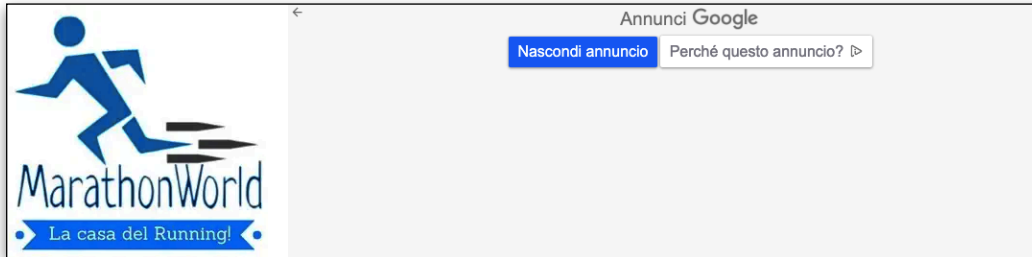 MarathonWorld
La casa del Running!
Annunci Google
Nascondi annuncio
Perché questo annuncio?